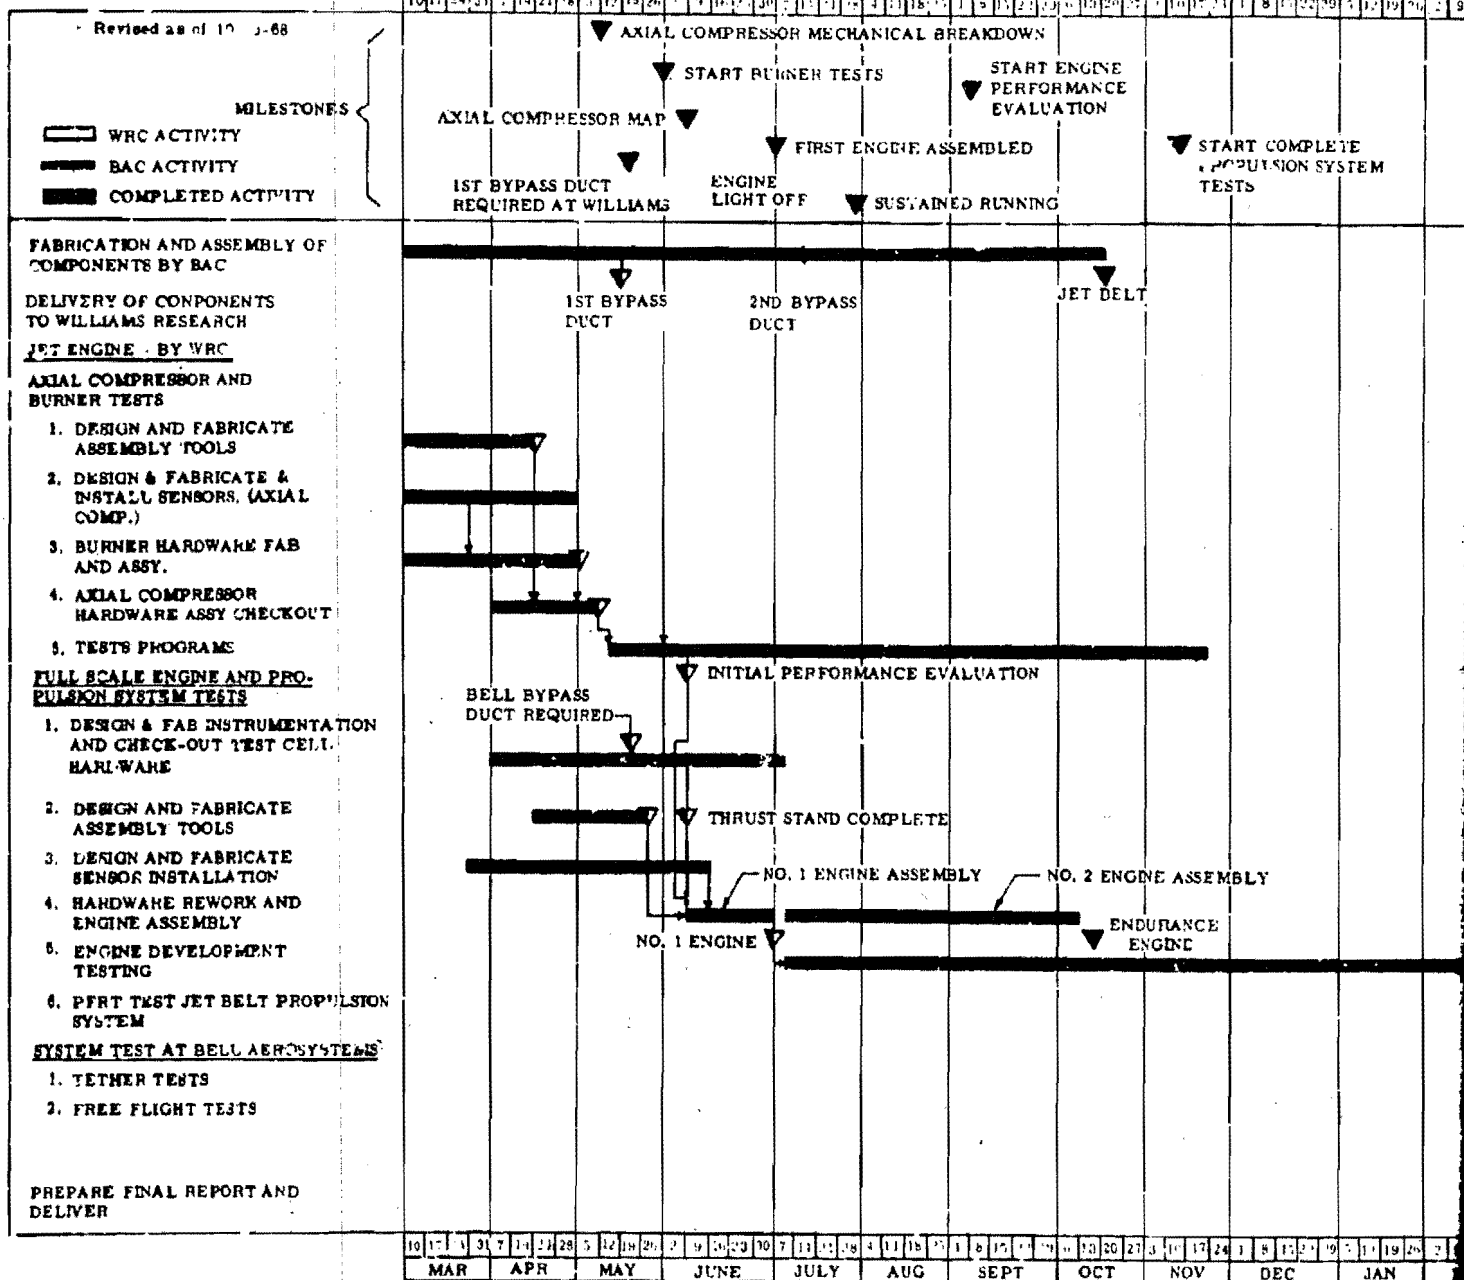 Revised as of
MILESTONES
WRC ACTIVITY
BAC ACTIVITY
COMPLETED ACTIVITY
AXIAL COMPRESSOR MECHANICAL BREAKDOWN
START BURNER TESTS
START ENGINE
PERFORMANCE
EVALUATION
AXIAL COMPRESSOR MAP
FIRST ENGINE ASSEMBLED
START COMPLETE
PROPULSION SYSTEM
TESTS
1ST BYPASS DUCT
REQUIRED AT WILLIAMS
ENGINE
LIGHT OFF
SUSTAINED RUNNING
FABRICATION AND ASSEMBLY OF
COMPONENTS BY BAC
DELIVERY OF CONPONENTS
TO WILLIAMS RESEARCH
1ST BYPASS
DUCT
2ND BYPASS
DUCT
JET BELT
JET ENGINE - BY WRC
AXIAL COMPRESSOR AND
BURNER TESTS
1. DESIGN AND FABRICATE
ASSEMBLY TOOLS
2. DESIGN & FABRICATE &
INSTALL SENSORS, (AXIAL
COMP.)
3. BURNER HARDWARE FAB
AND ASSY.
4. AXIAL COMPRESSOR
HARDWARE ASSY CHECKOUT
5. TESTS PROGRAMS
INITIAL PERFORMANCE EVALUATION
FULL SCALE ENGINE AND PRO-
PULSION SYSTEM TESTS
BELL BYPASS
DUCT REQUIRED
1. DESIGN & FAB INSTRUMENTATION
AND CHECK-OUT TEST CELL
HARDWARE
2. DESIGN AND FABRICATE
ASSEMBLY TOOLS
THRUST STAND COMPLETE
3. DESIGN AND FABRICATE
SENSOR INSTALLATION
NO. 1 ENGINE ASSEMBLY
NO. 2 ENGINE ASSEMBLY
4. HARDWARE REWORK AND
ENGINE ASSEMBLY
NO. 1 ENGINE
ENDURANCE
ENGINE
5. ENGINE DEVELOPMENT
TESTING
6. PFRT TEST JET BELT PROPULSION
SYSTEM
SYSTEM TEST AT BELL AEROSYSTEMS
1. TETHER TESTS
2. FREE FLIGHT TESTS
PREPARE FINAL REPORT AND
DELIVER
MAR APR MAY JUNE JULY AUG SEPT OCT NOV DEC JAN